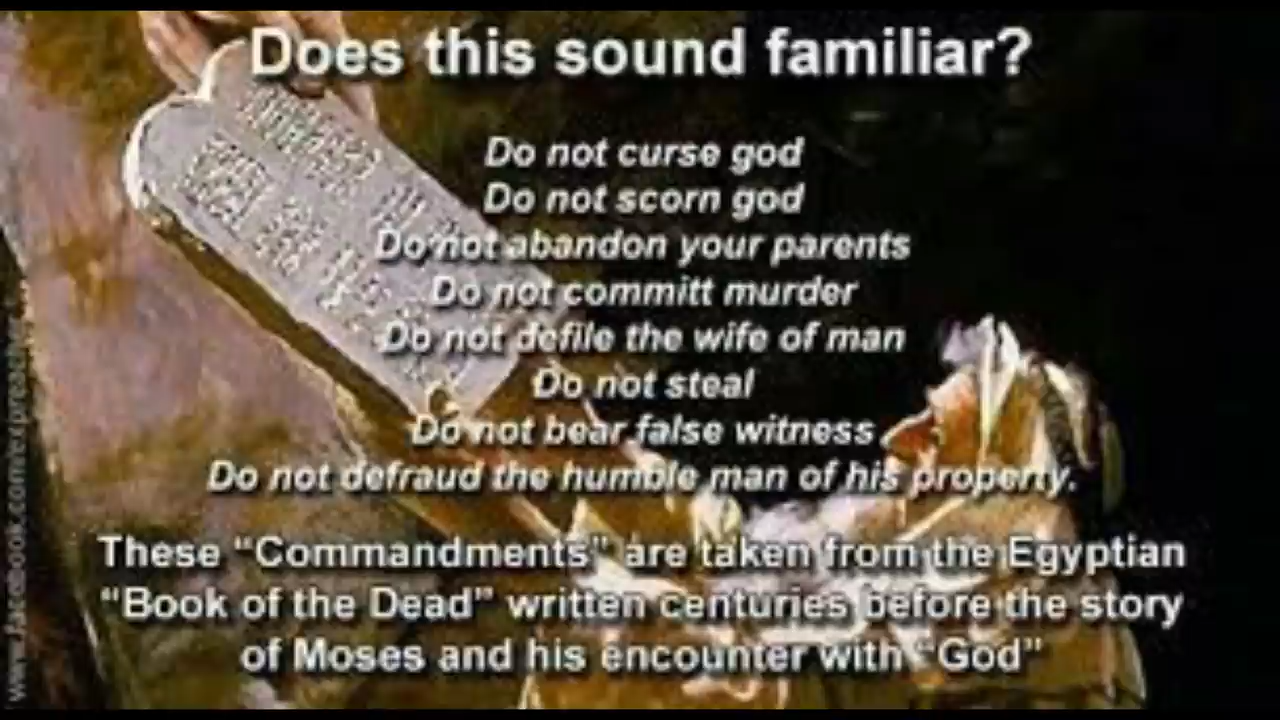 Does this sound familiar?
Do not curse god
Do not scorn god
Do not abandon your parents
Do not committ murder
Do not defile the wife of man
Do not steal
Do not bear false witness
Do not defraud the humble man of his property.
These “Commandments” are taken from the Egyptian
“Book of the Dead” written centuries before the story
of Moses and his encounter with “God”